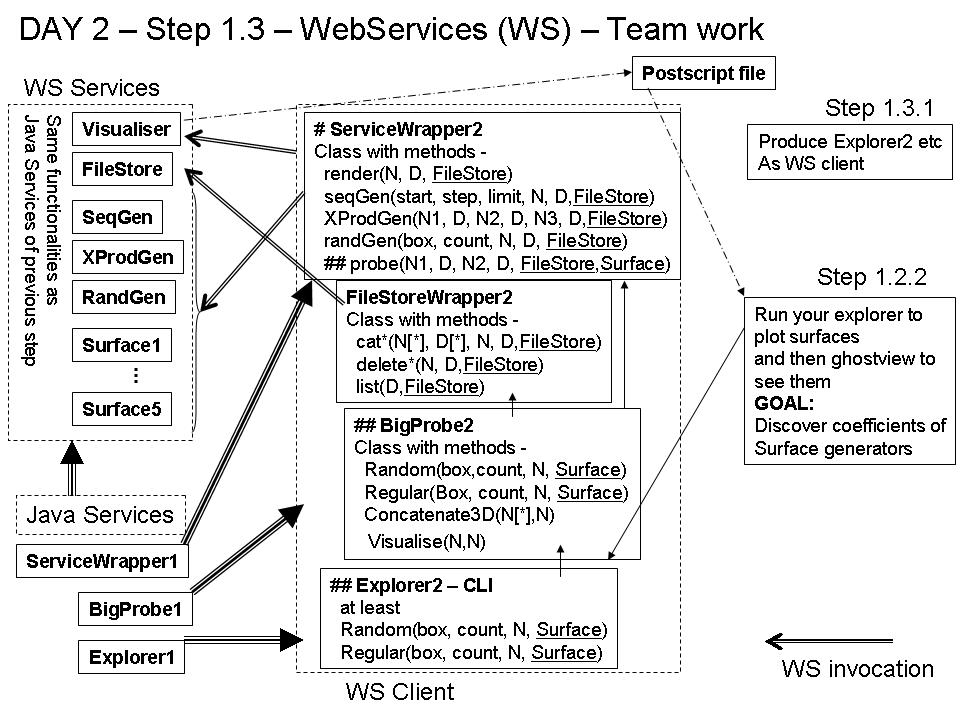 DAY 2 – Step 1.3 – WebServices (WS) – Team work
WS Services
Same functionalities as
Java Services of previous step
Visualiser
FileStore
SeqGen
XProdGen
RandGen
Surface1
...
Surface5
Java Services
ServiceWrapper1
BigProbe1
Explorer1
# ServiceWrapper2
Class with methods -
render(N, D, FileStore)
seqGen(start, step, limit, N, D,FileStore)
XProdGen(N1, D, N2, D, N3, D,FileStore)
randGen(box, count, N, D, FileStore)
## probe(N1, D, N2, D, FileStore,Surface)
FileStoreWrapper2
Class with methods -
cat*(N[*], D[*], N, D,FileStore)
delete*(N, D,FileStore)
list(D,FileStore)
## BigProbe2
Class with methods -
Random(box,count, N, Surface)
Regular(Box, count, N, Surface)
Concatenate3D(N[*],N)
Visualise(N,N)
## Explorer2 – CLI
at least
Random(box, count, N, Surface)
Regular(box, count, N, Surface)
WS Client
Postscript file
Step 1.3.1
Produce Explorer2 etc
As WS client
Step 1.2.2
Run your explorer to
plot surfaces
and then ghostview to
see them
GOAL:
Discover coefficients of
Surface generators
WS invocation